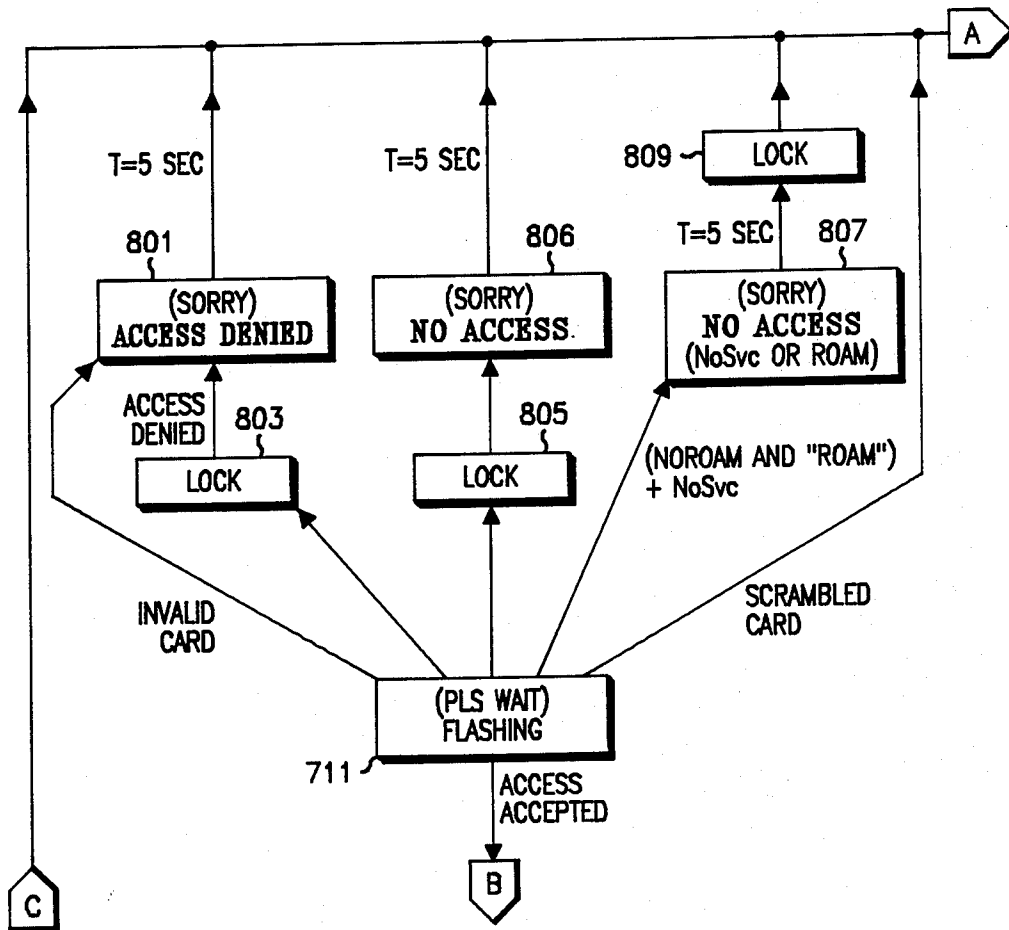 A
T=5 SEC
T=5 SEC
809
LOCK
T=5 SEC
801
806
807
(SORRY)
ACCESS DENIED
(SORRY)
NO ACCESS.
(SORRY)
NO ACCESS
(NoSvc OR ROAM)
ACCESS
DENIED
803
805
LOCK
LOCK
(NOROAM AND "ROAM")
+ NoSvc
INVALID
CARD
SCRAMBLED
CARD
(PLS WAIT)
FLASHING
711
ACCESS
ACCEPTED
B
C